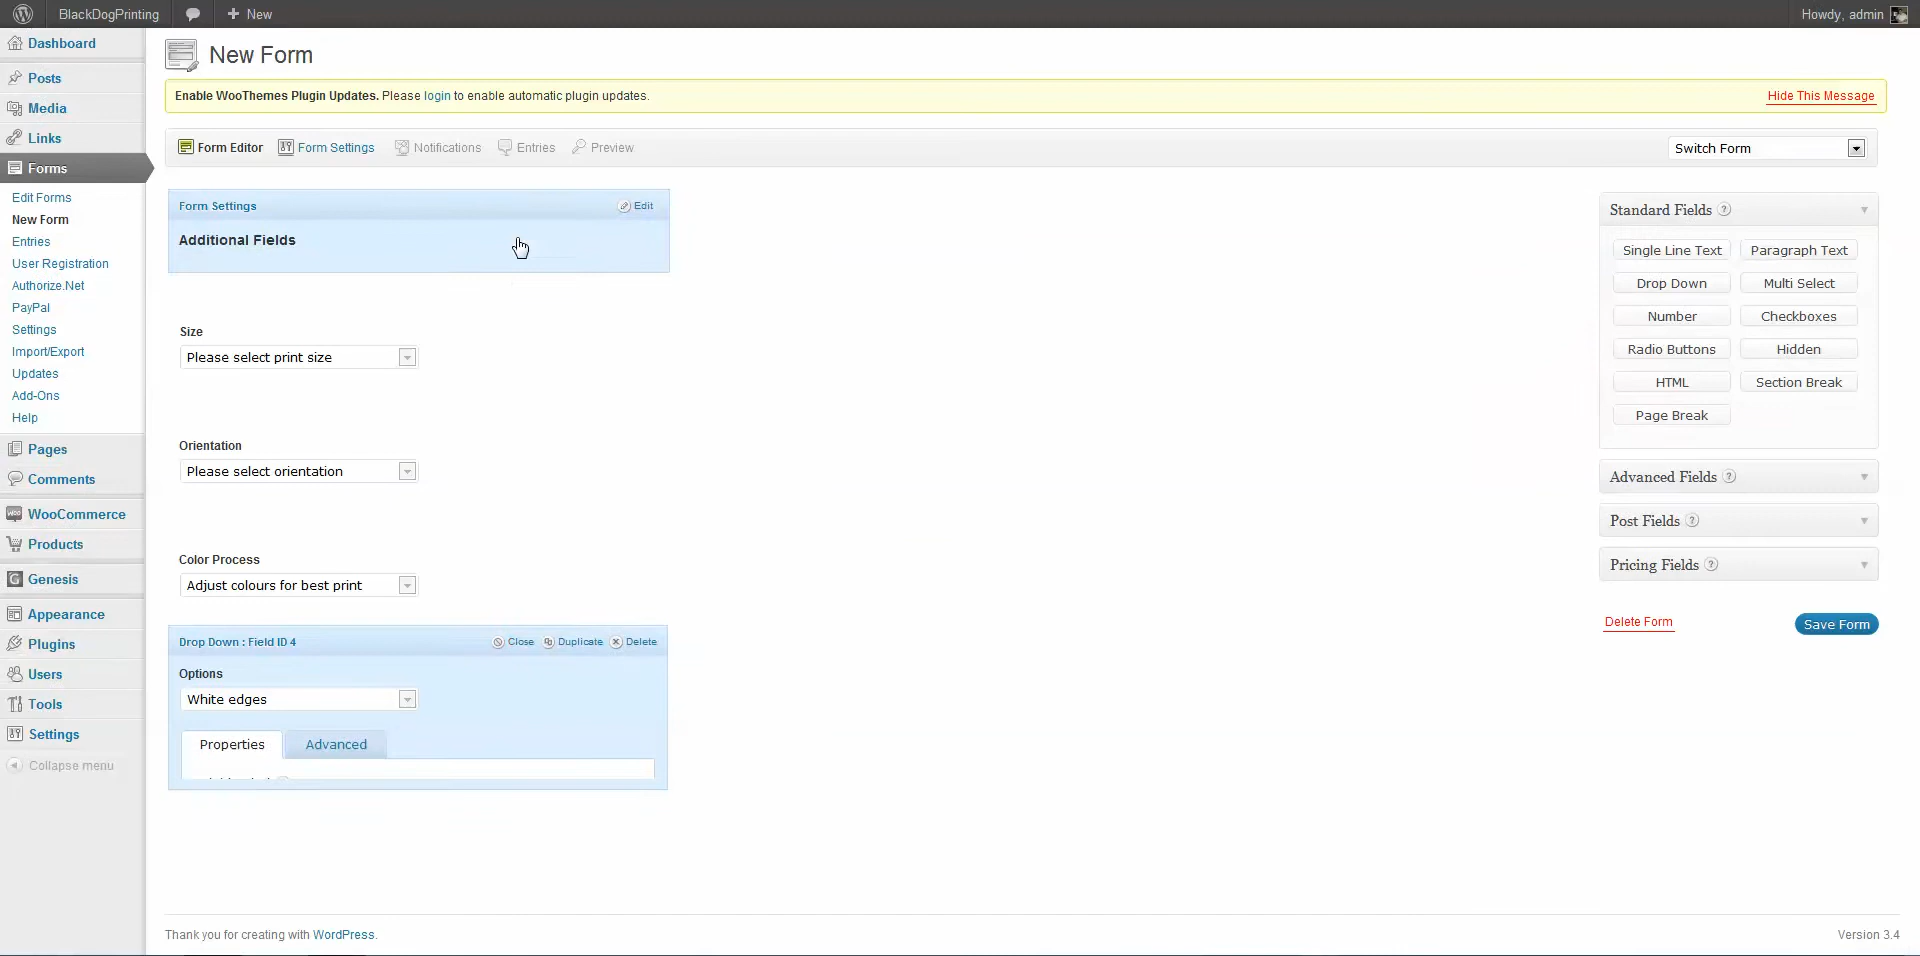 BlackDogPrinting
New
Howdy, admin
Dashboard
Posts
Media
Links
Forms
Edit Forms
New Form
Entries
User Registration
Authorize.Net
PayPal
Settings
Import/Export
Updates
Add-Ons
Help
Pages
Comments
WooCommerce
Products
Genesis
Appearance
Plugins
Users
Tools
Settings
Collapse menu
New Form
Enable WooThemes Plugin Updates. Please login to enable automatic plugin updates.
Hide This Message
Form Editor
Form Settings
Notifications
Entries
Preview
Switch Form
Form Settings
Edit
Additional Fields
Size
Please select print size
Orientation
Please select orientation
Color Process
Adjust colours for best print
Drop Down : Field ID 4
Close
Duplicate
Delete
Options
White edges
Properties
Advanced
Standard Fields ?
Single Line Text
Paragraph Text
Drop Down
Multi Select
Number
Checkboxes
Radio Buttons
Hidden
HTML
Section Break
Page Break
Advanced Fields ?
Post Fields ?
Pricing Fields ?
Delete Form
Save Form
Thank you for creating with WordPress.
Version 3.4